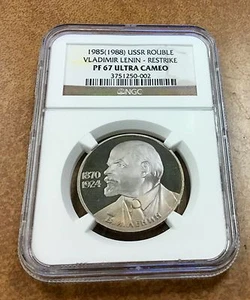 1985(1988) USSR ROUBLE
VLADIMIR LENIN - RESTRIKE
PF 67 ULTRA CAMEO
3751250-002
NGC
1870
1924